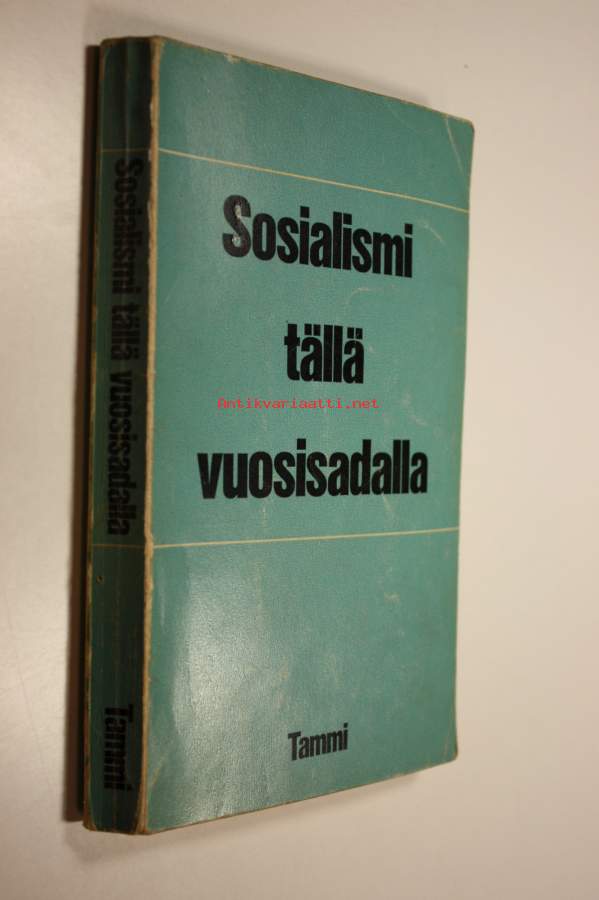 Sosialismi
tällä
Antikvariaatti.net
vuosisadalla
Tammi
Sosialismi tällä vuosisadalla
Tammi